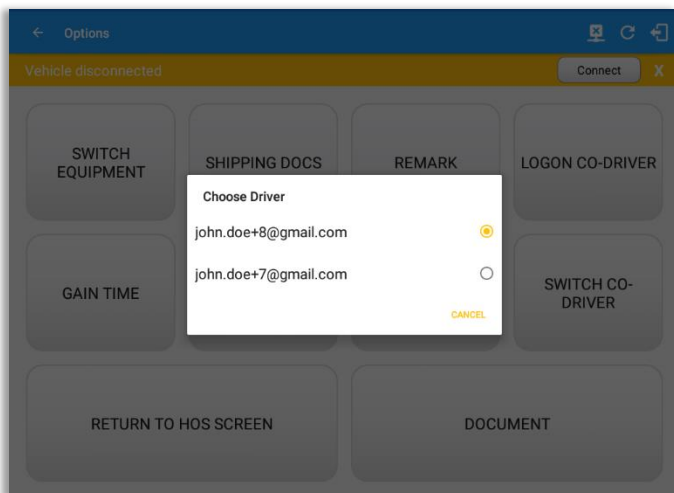 Options
Vehicle disconnected
Connect
X
SWITCH
EQUIPMENT
SHIPPING DOCS
REMARK
LOGON CO-DRIVER
Choose Driver
john.doe+8@gmail.com
john.doe+7@gmail.com
CANCEL
GAIN TIME
SWITCH CO-
DRIVER
RETURN TO HOS SCREEN
DOCUMENT